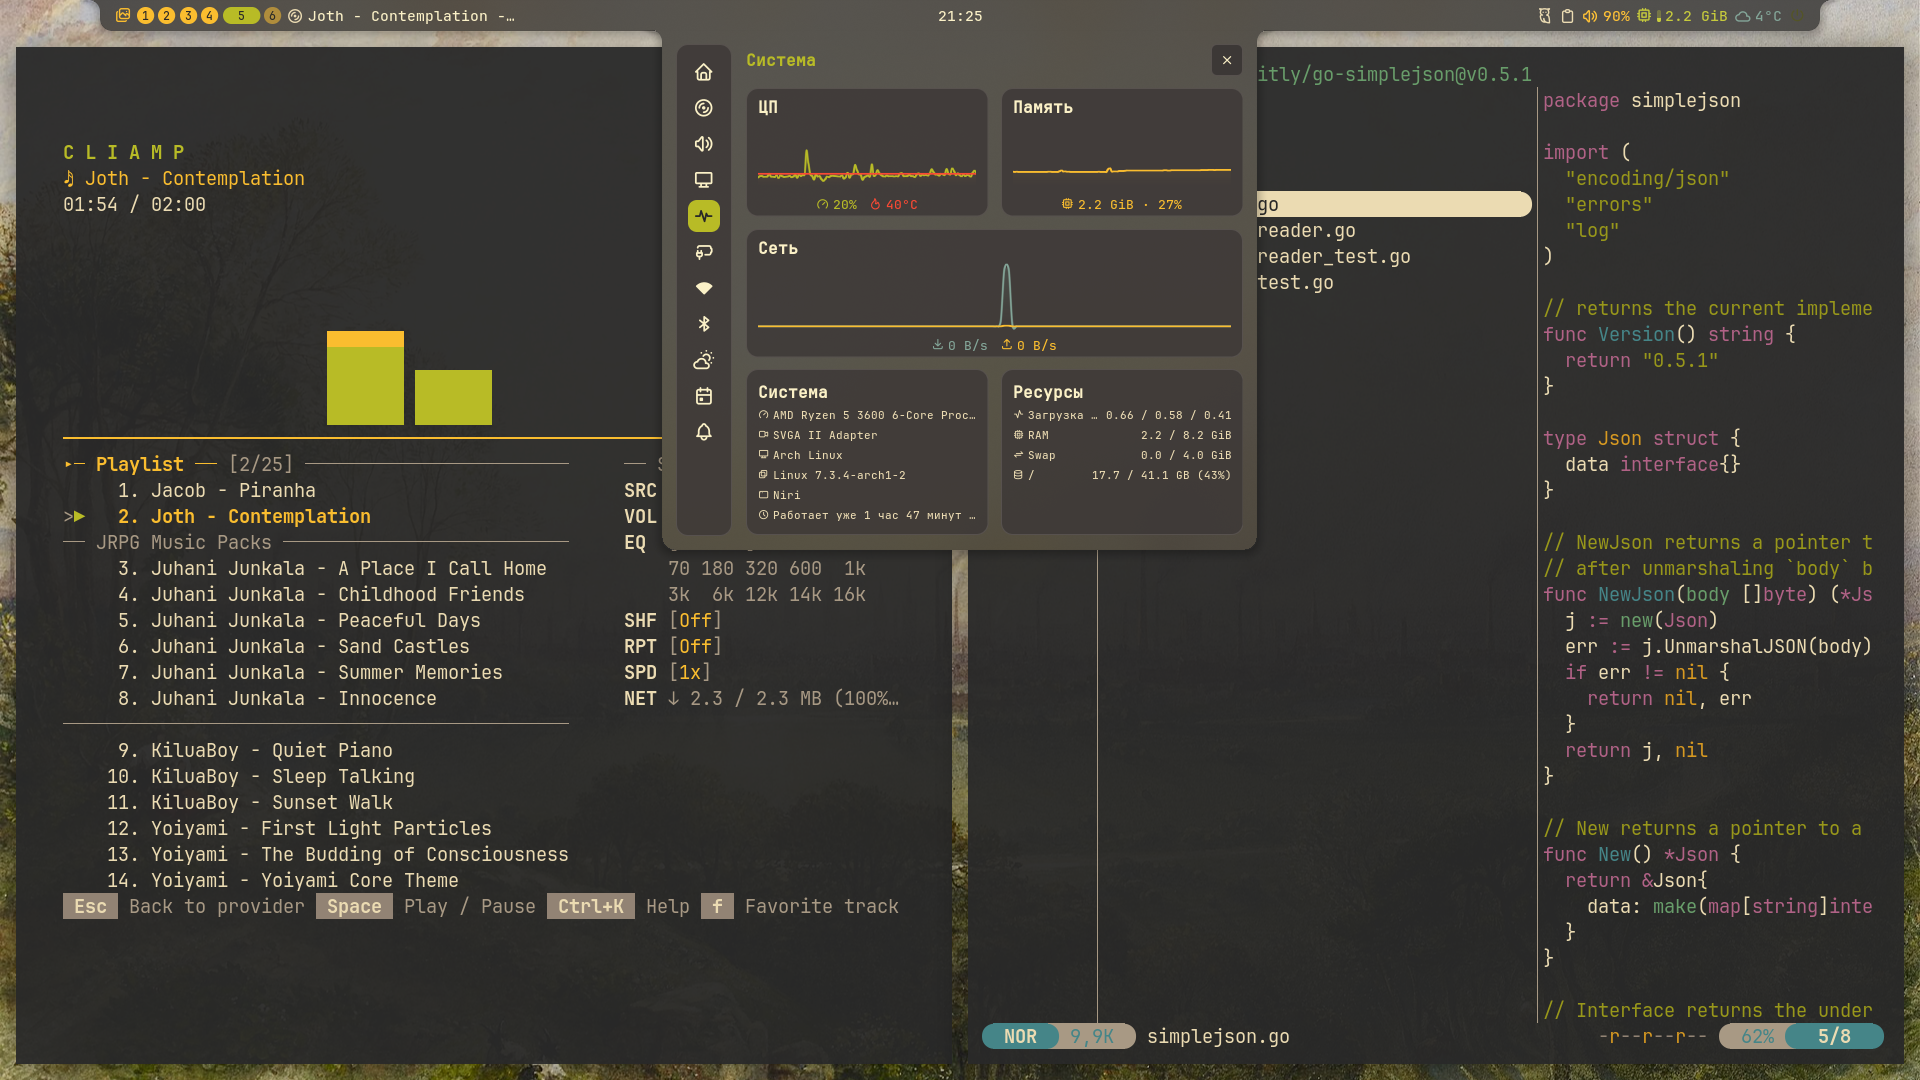 1 2 3 4 5 6 Joth - Contemplation -…
21:25
90% 2.2 GiB 4°C
C L I A M P
♫ Joth - Contemplation
01:54 / 02:00
Playlist [2/25]
1. Jacob - Piranha
>▶ 2. Joth - Contemplation
JRPG Music Packs
3. Juhani Junkala - A Place I Call Home
4. Juhani Junkala - Childhood Friends
5. Juhani Junkala - Peaceful Days
6. Juhani Junkala - Sand Castles
7. Juhani Junkala - Summer Memories
8. Juhani Junkala - Innocence
9. KiluaBoy - Quiet Piano
10. KiluaBoy - Sleep Talking
11. KiluaBoy - Sunset Walk
12. Yoiyami - First Light Particles
13. Yoiyami - The Budding of Consciousness
14. Yoiyami - Yoiyami Core Theme
SRC
VOL
EQ
70 180 320 600 1k
3k 6k 12k 14k 16k
SHF [Off]
RPT [Off]
SPD [1x]
NET ↓ 2.3 / 2.3 MB (100%…
Esc Back to provider Space Play / Pause Ctrl+K Help f Favorite track
Система
ЦП
20% 40°C
Память
2.2 GiB · 27%
Сеть
0 B/s 0 B/s
Система
AMD Ryzen 5 3600 6-Core Proc…
SVGA II Adapter
Arch Linux
Linux 7.3.4-arch1-2
Niri
Работает уже 1 час 47 минут …
Ресурсы
Загрузка … 0.66 / 0.58 / 0.41
RAM 2.2 / 8.2 GiB
Swap 0.0 / 4.0 GiB
/ 17.7 / 41.1 GB (43%)
itly/go-simplejson@v0.5.1
go
reader.go
reader_test.go
test.go
package simplejson
import (
"encoding/json"
"errors"
"log"
)
// returns the current impleme
func Version() string {
return "0.5.1"
}
type Json struct {
data interface{}
}
// NewJson returns a pointer t
// after unmarshaling `body` b
func NewJson(body []byte) (*Js
j := new(Json)
err := j.UnmarshalJSON(body)
if err != nil {
return nil, err
}
return j, nil
}
// New returns a pointer to a
func New() *Json {
return &Json{
data: make(map[string]inte
}
}
// Interface returns the under
NOR 9,9K simplejson.go
-r--r--r-- 62% 5/8